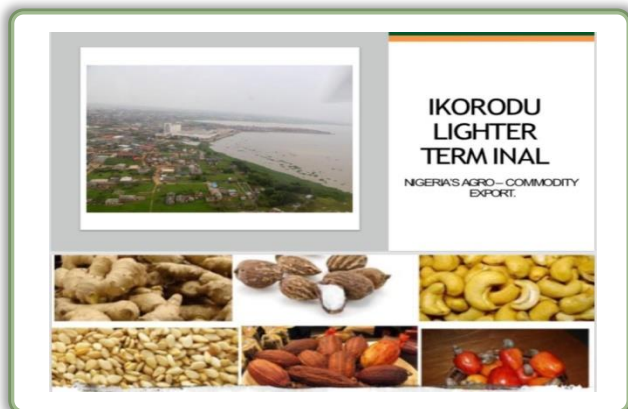 IKORODU
LIGHTER
TERM INAL
NIGERIA'S AGRO – COMMODITY
EXPORT.